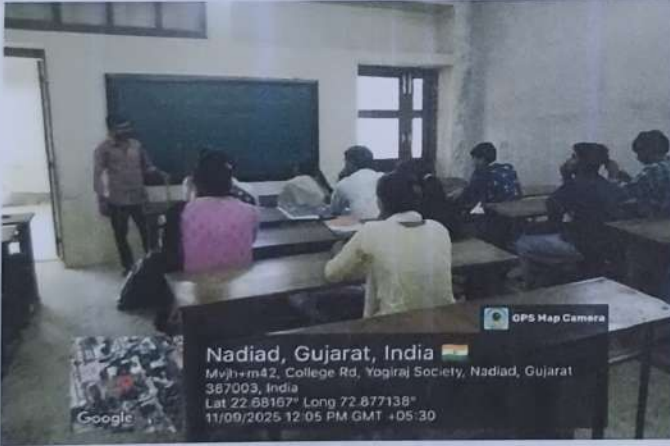 GPS Map Camera
Nadiad, Gujarat, India
Mvjh+m42, College Rd, Yogiraj Society, Nadiad, Gujarat
387003, India
Lat 22.68167° Long 72.877138°
11/09/2025 12:05 PM GMT +05:30
Google